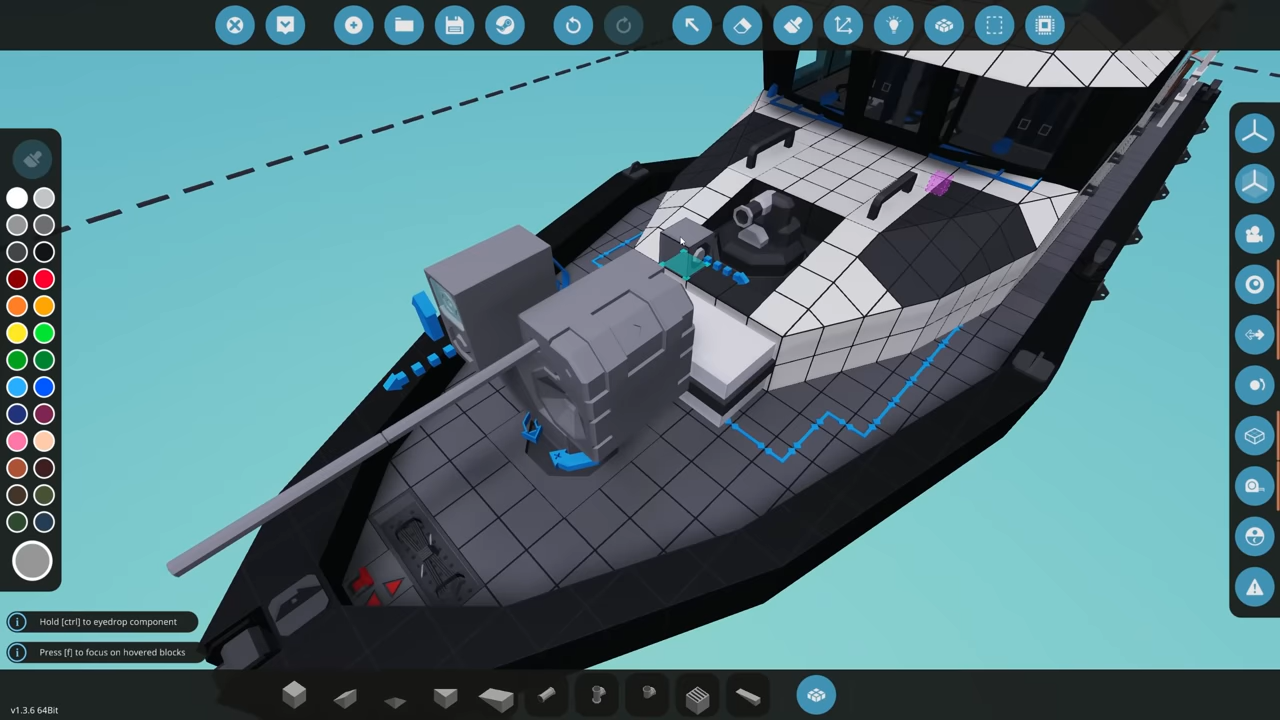 Hold [ctrl] to eyedrop component
Press [f] to focus on hovered blocks
v1.3.6 64Bit